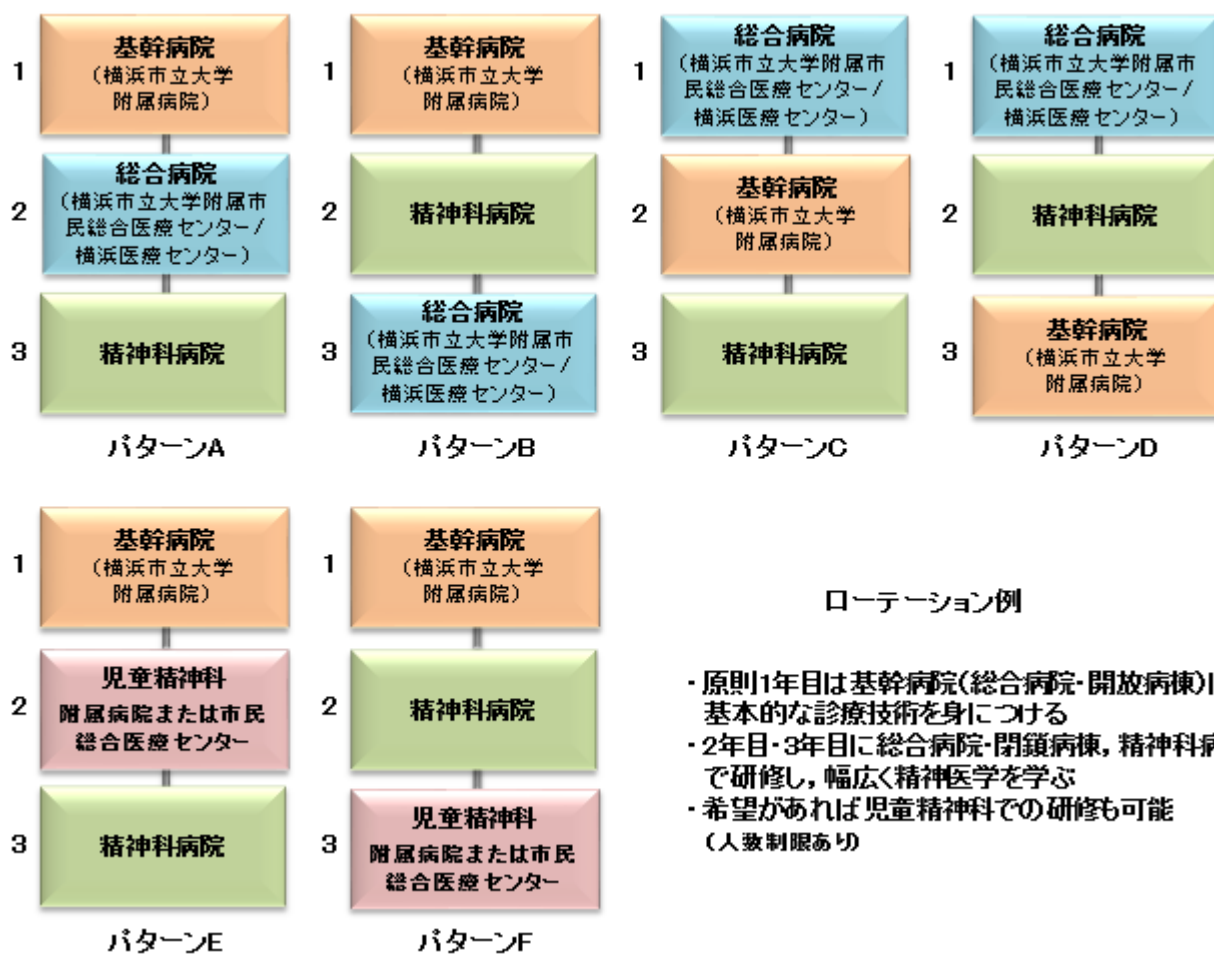 1
基幹病院
（横浜市立大学
附属病院）
2
総合病院
（横浜市立大学附属市
民総合医療センター/
横浜医療センター）
3
精神科病院
パターンA
1
基幹病院
（横浜市立大学
附属病院）
2
精神科病院
3
総合病院
（横浜市立大学附属市
民総合医療センター/
横浜医療センター）
パターンB
1
総合病院
（横浜市立大学附属市
民総合医療センター/
横浜医療センター）
2
基幹病院
（横浜市立大学
附属病院）
3
精神科病院
パターンC
1
総合病院
（横浜市立大学附属市
民総合医療センター/
横浜医療センター）
2
精神科病院
3
基幹病院
（横浜市立大学
附属病院）
パターンD
1
基幹病院
（横浜市立大学
附属病院）
2
児童精神科
附属病院または市民
総合医療センター
3
精神科病院
パターンE
1
基幹病院
（横浜市立大学
附属病院）
2
精神科病院
3
児童精神科
附属病院または市民
総合医療センター
パターンF
ローテーション例
・原則1年目は基幹病院(総合病院・開放病棟)
基本的な診療技術を身につける
・2年目・3年目に総合病院・閉鎖病棟，精神科病
で研修し，幅広く精神医学を学ぶ
・希望があれば児童精神科での研修も可能
（人数制限あり）